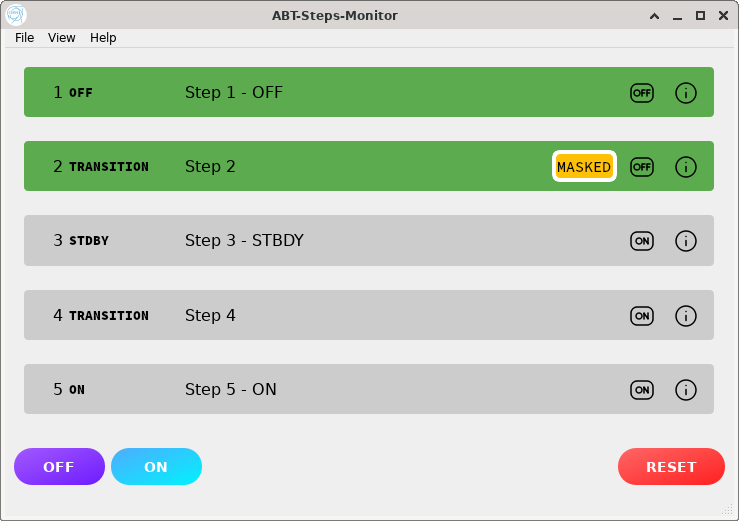 ABT-Steps-Monitor
File View Help
1 OFF Step 1 - OFF OFF i
2 TRANSITION Step 2 MASKED OFF i
3 STDBY Step 3 - STBDY ON i
4 TRANSITION Step 4 ON i
5 ON Step 5 - ON ON i
OFF ON RESET